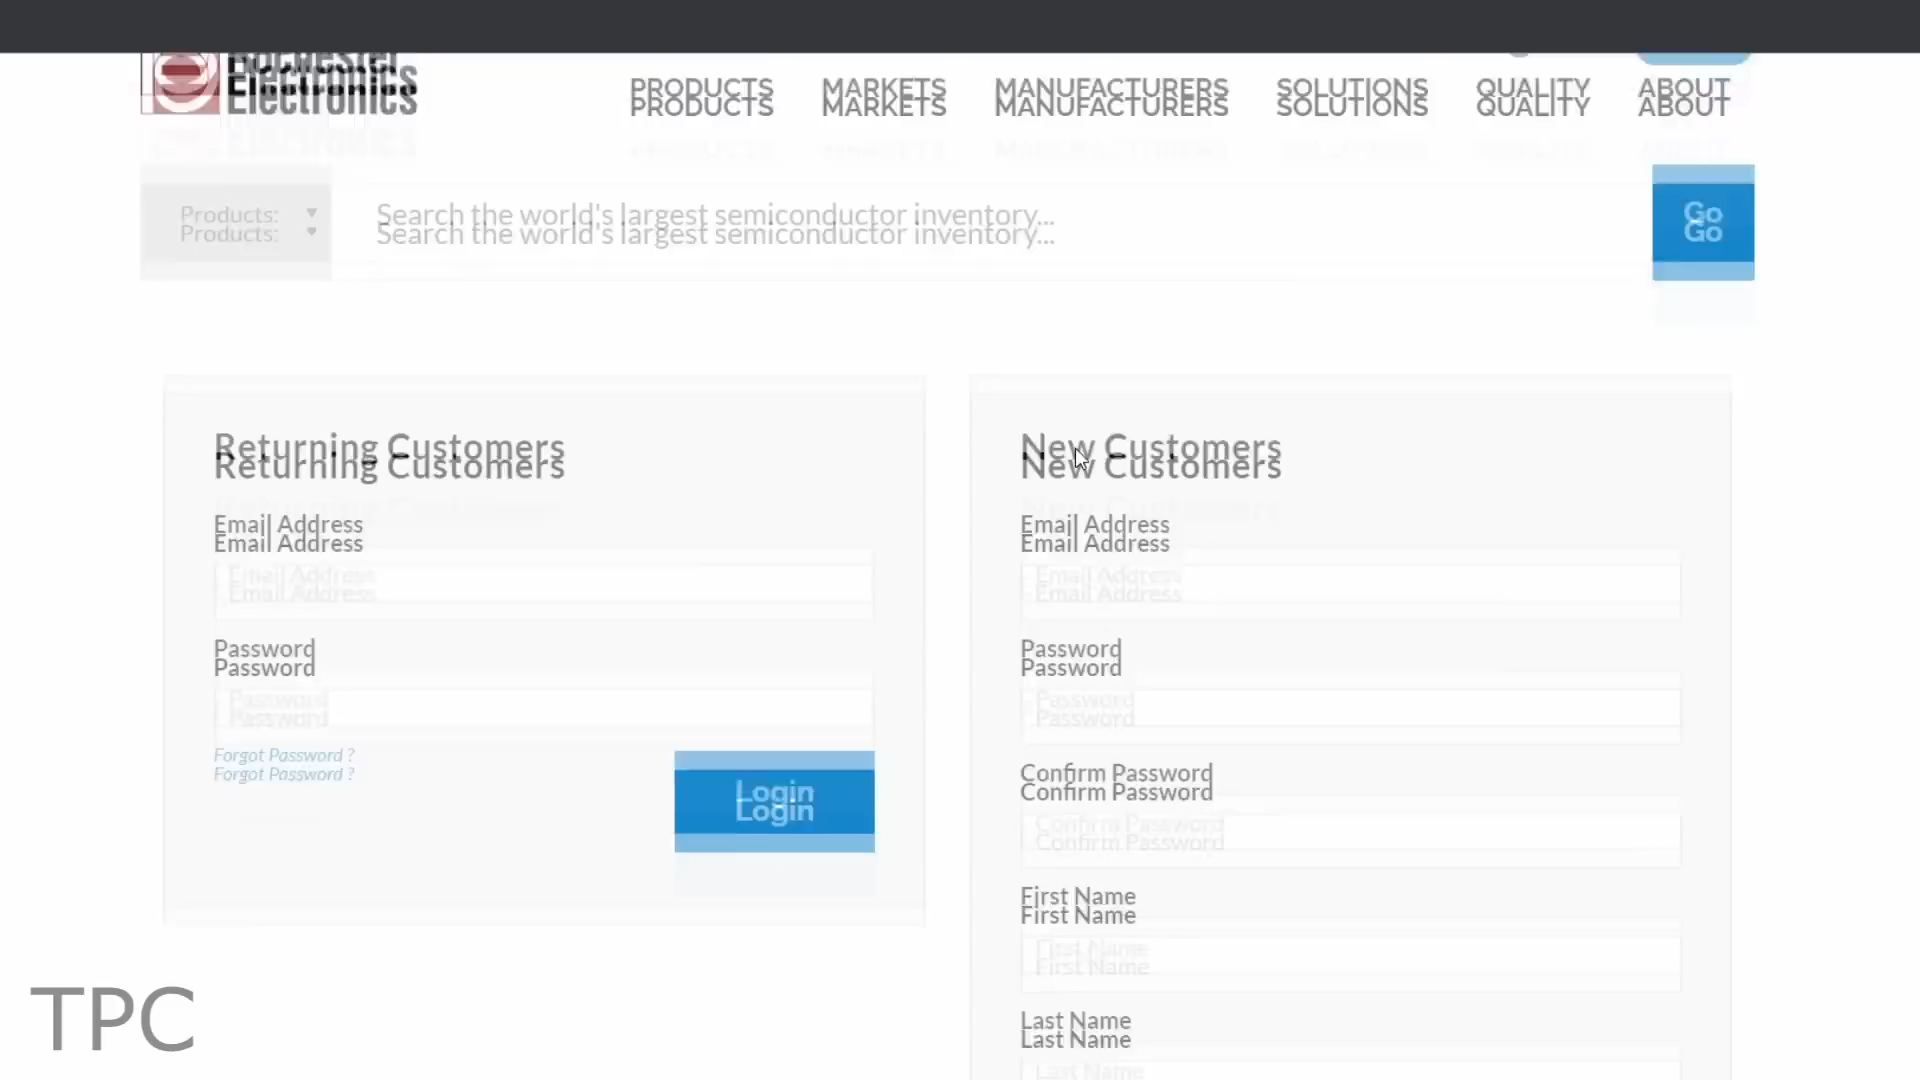 Rochester
Electronics
PRODUCTS MARKETS MANUFACTURERS SOLUTIONS QUALITY ABOUT
Products: Search the world's largest semiconductor inventory... Go
Returning Customers
Email Address
Email Address
Password
Password
Forgot Password ?
Login
New Customers
Email Address
Email Address
Password
Password
Confirm Password
Confirm Password
First Name
First Name
Last Name
Last Name
TPC